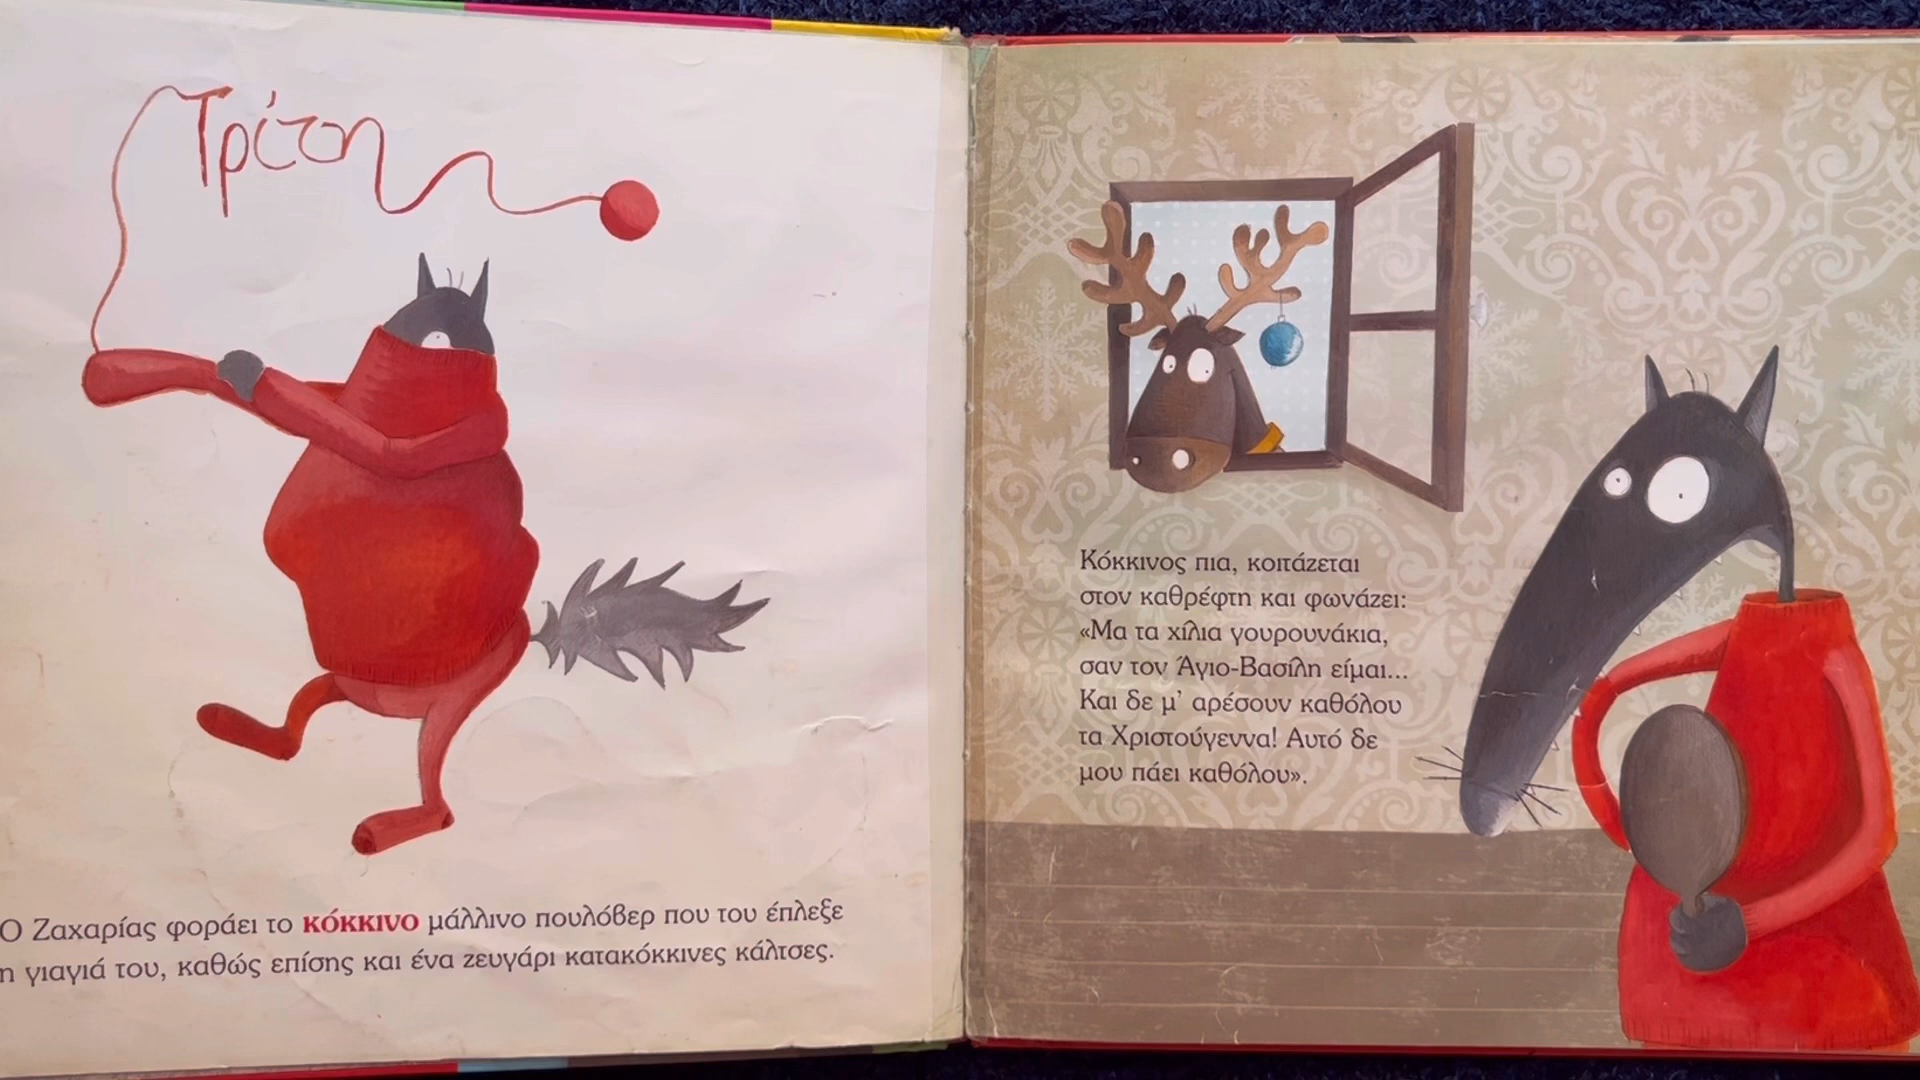 Τρίτη
Ο Ζαχαρίας φοράει το κόκκινο μάλλινο πουλόβερ που του έπλεξε
η γιαγιά του, καθώς επίσης και ένα ζευγάρι κατακόκκινες κάλτσες.
Κόκκινος πια, κοιτάζεται
στον καθρέφτη και φωνάζει:
«Μα τα χίλια γουρουνάκια,
σαν τον Άγιο-Βασίλη είμαι...
Και δε μ’ αρέσουν καθόλου
τα Χριστούγεννα! Αυτό δε
μου πάει καθόλου».